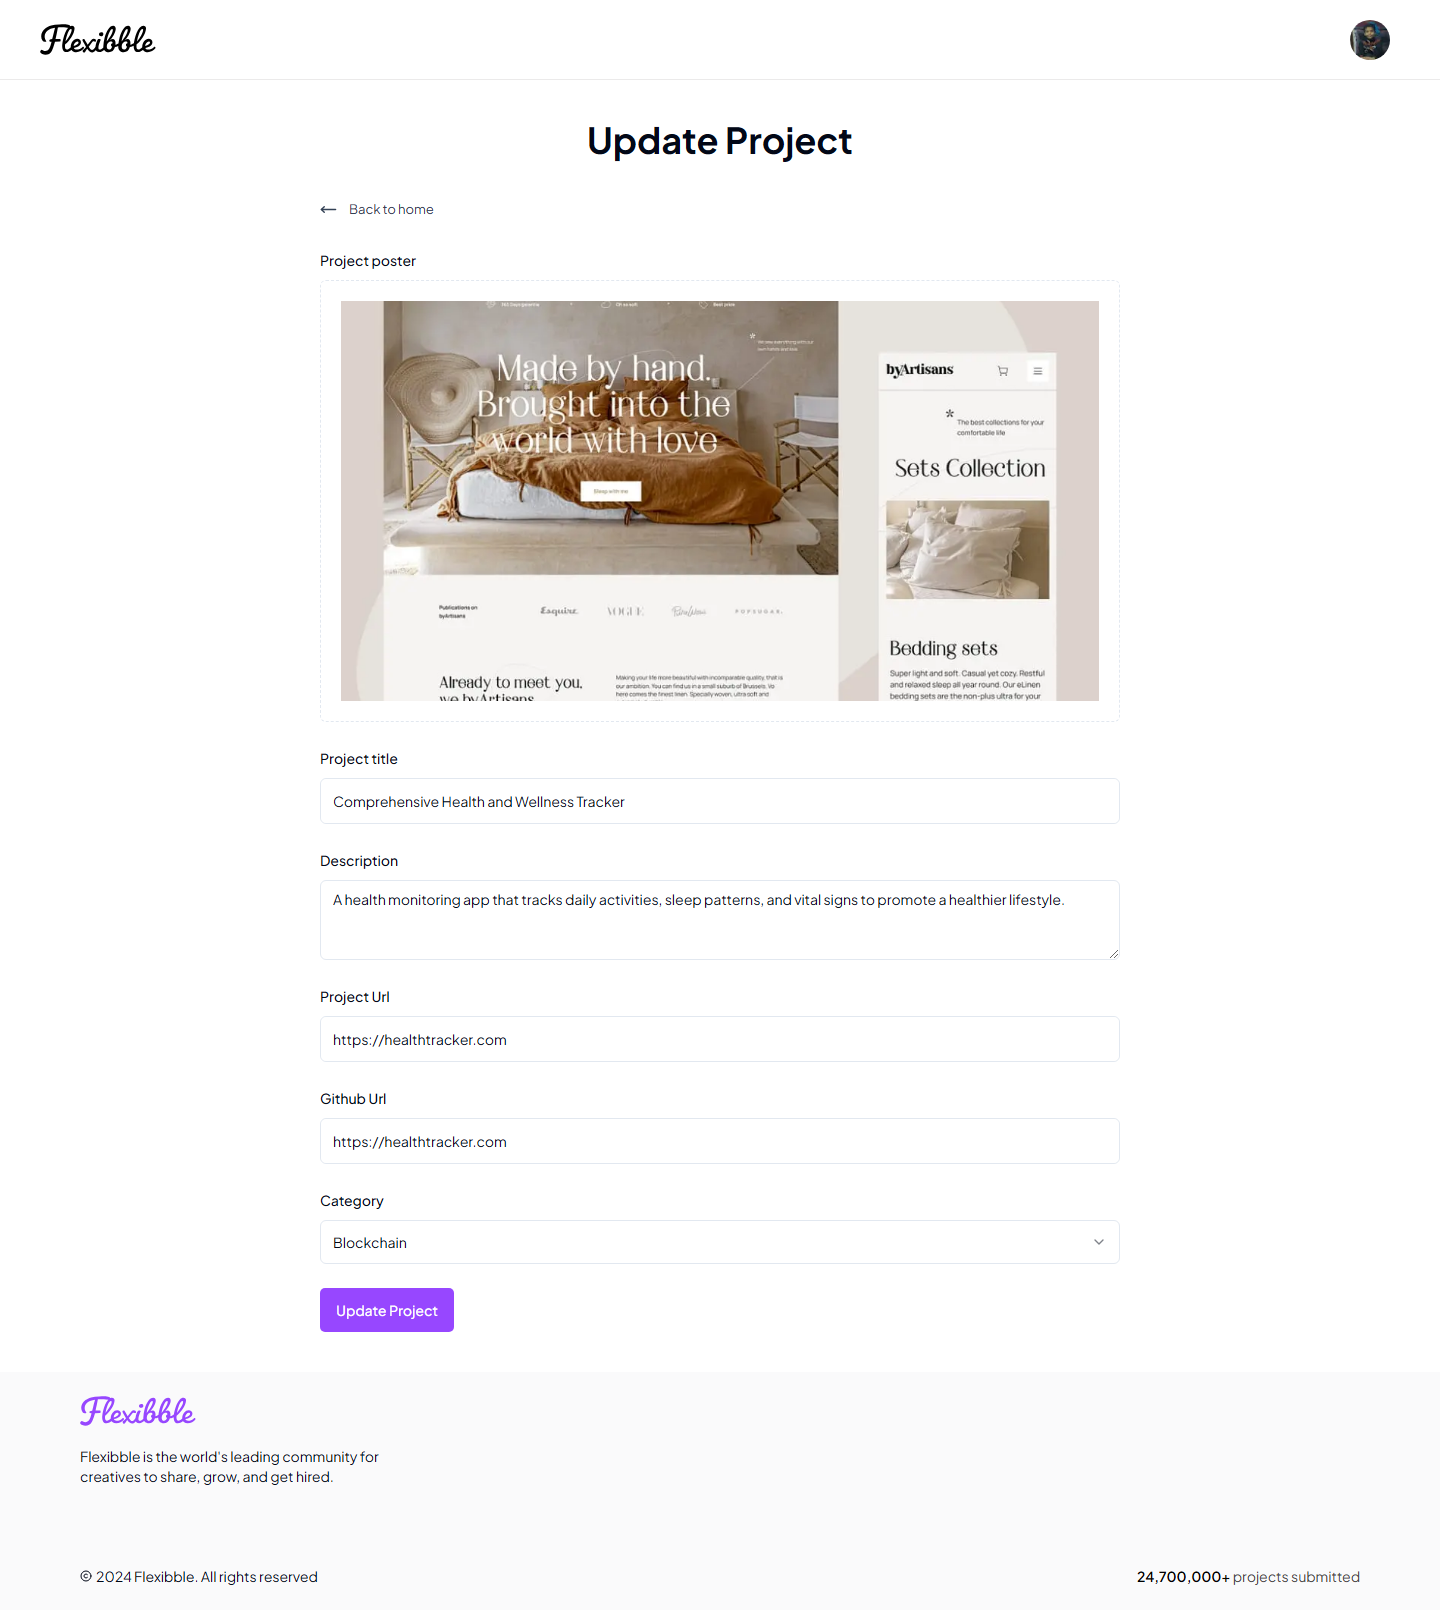 Flexibble
Update Project
Back to home
Project poster
Best price
Made by hand.
Brought into the
world with love
Sleep with me
byArtisans
* The best collections for your
comfortable life
Sets Collection
Publications on
byArtisans
Esquire
VOGUE
POPSUGAR.
Bedding sets
Super light and soft. Casual yet cozy. Restful
and relaxed sleep all year round. Our eLinen
bedding sets are the non-plus ultra for your
Already to meet you,
we byArtisans
Making your life more beautiful with incomparable quality, that is
our ambition. You can find us in a small suburb of Brussels. Va
here comes the finest linen. Specially woven, ultra soft and
Project title
Comprehensive Health and Wellness Tracker
Description
A health monitoring app that tracks daily activities, sleep patterns, and vital signs to promote a healthier lifestyle.
Project Url
https://healthtracker.com
Github Url
https://healthtracker.com
Category
Blockchain
Update Project
Flexibble
Flexibble is the world's leading community for
creatives to share, grow, and get hired.
© 2024 Flexibble. All rights reserved
24,700,000+ projects submitted